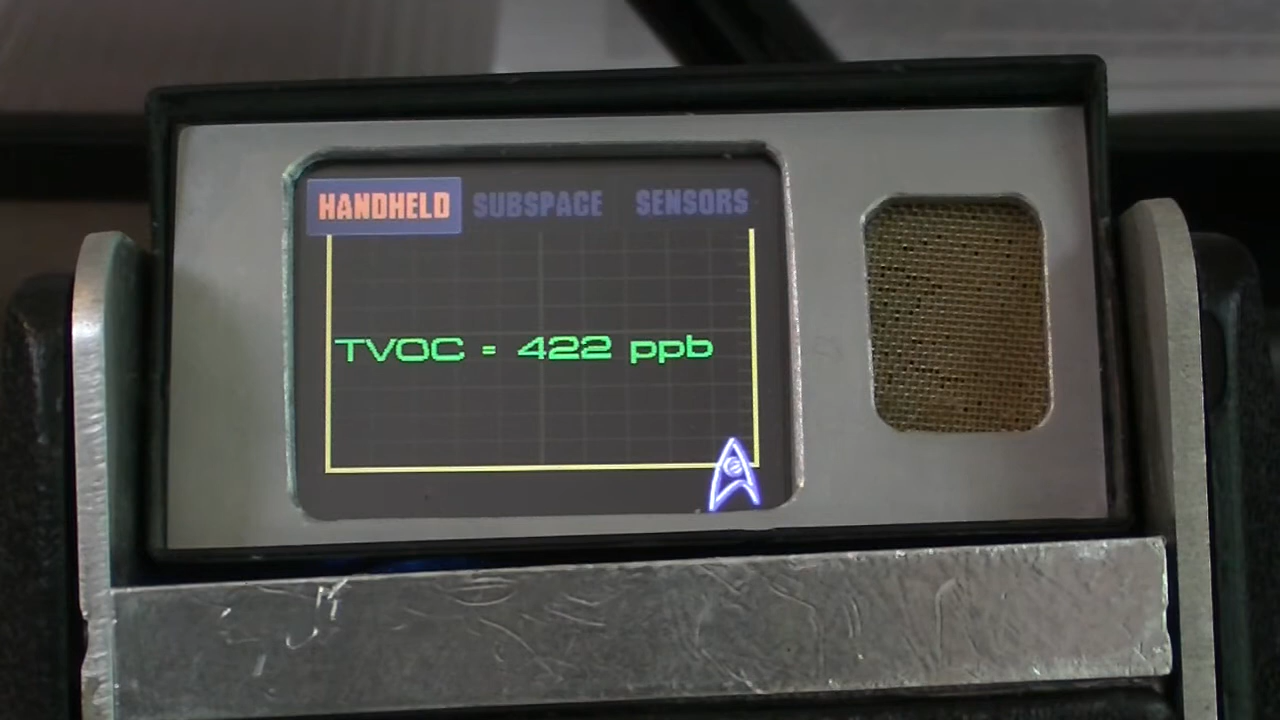 HANDHELD SUBSPACE SENSORS
TVOC = 422 ppb